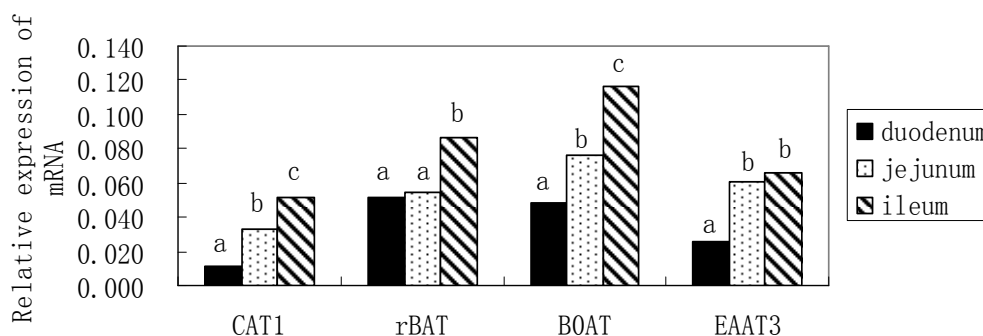 Relative expression of
mRNA
0.140
0.120
0.100
0.080
0.060
0.040
0.020
0.000
a
b
c
a
a
b
a
b
c
a
b
b
CAT1
rBAT
B0AT
EAAT3
duodenum
jejunum
ileum